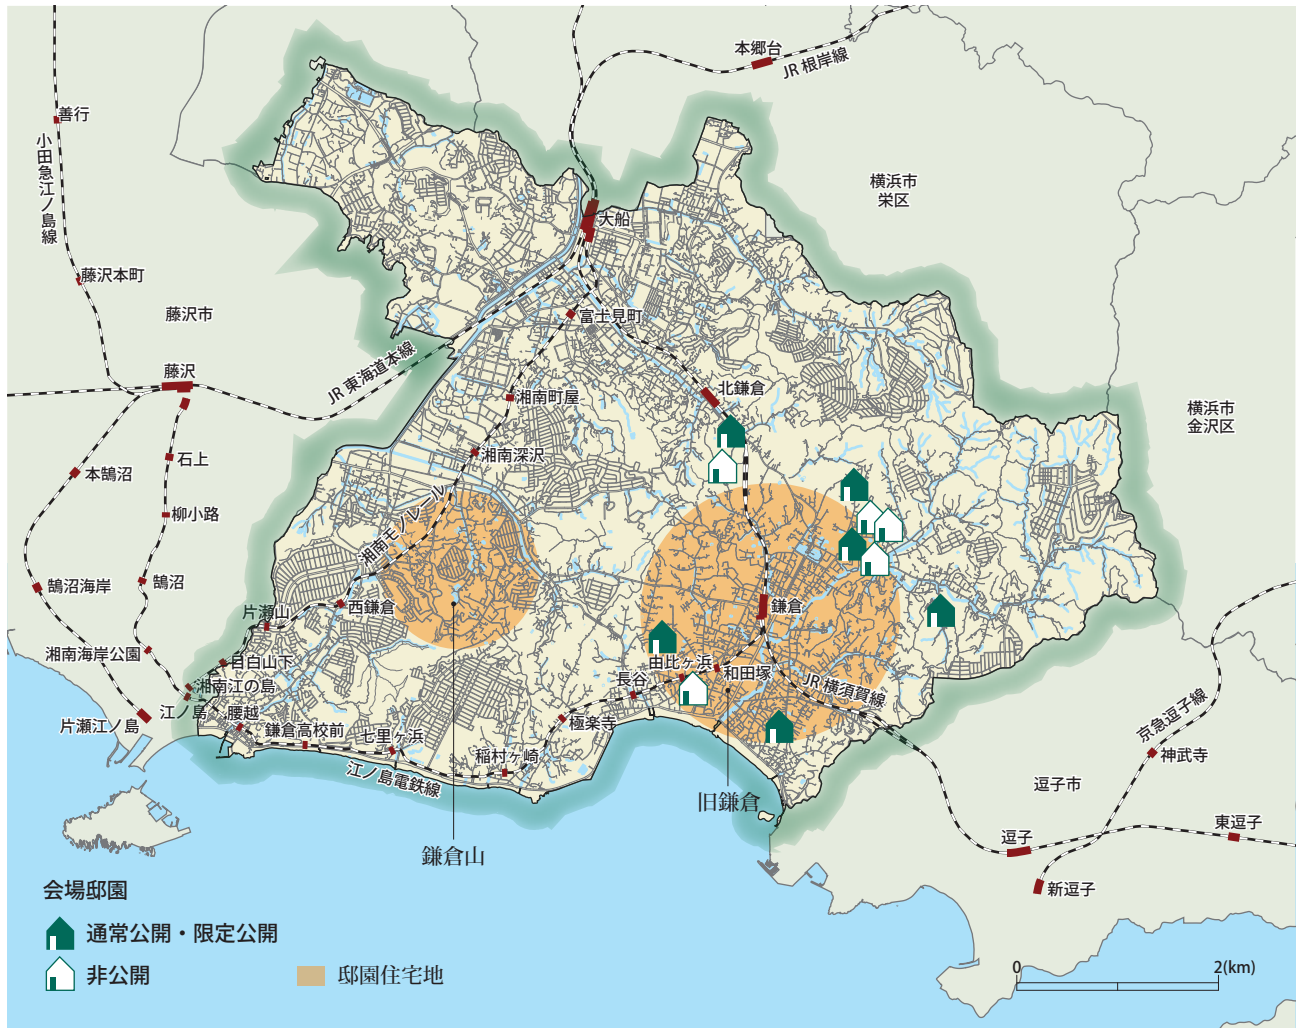 本郷台
JR 根岸線
善行
小田急江ノ島線
横浜市
栄区
大船
藤沢本町
藤沢市
富士見町
JR 東海道本線
藤沢
北鎌倉
湘南町屋
横浜市
金沢区
湘南深沢
石上
本鵠沼
柳小路
湘南モノレール
鵠沼
鵠沼海岸
西鎌倉
鎌倉
片瀬山
湘南海岸公園
目白山下
由比ヶ浜
和田塚
長谷
JR 横須賀線
湘南江の島
江ノ島
腰越
片瀬江ノ島
鎌倉高校前
七里ヶ浜
極楽寺
稲村ヶ崎
江ノ島電鉄線
京急逗子線
神武寺
逗子市
旧鎌倉
東逗子
逗子
鎌倉山
新逗子
会場邸園
通常公開・限定公開
非公開
邸園住宅地
0
2(km)